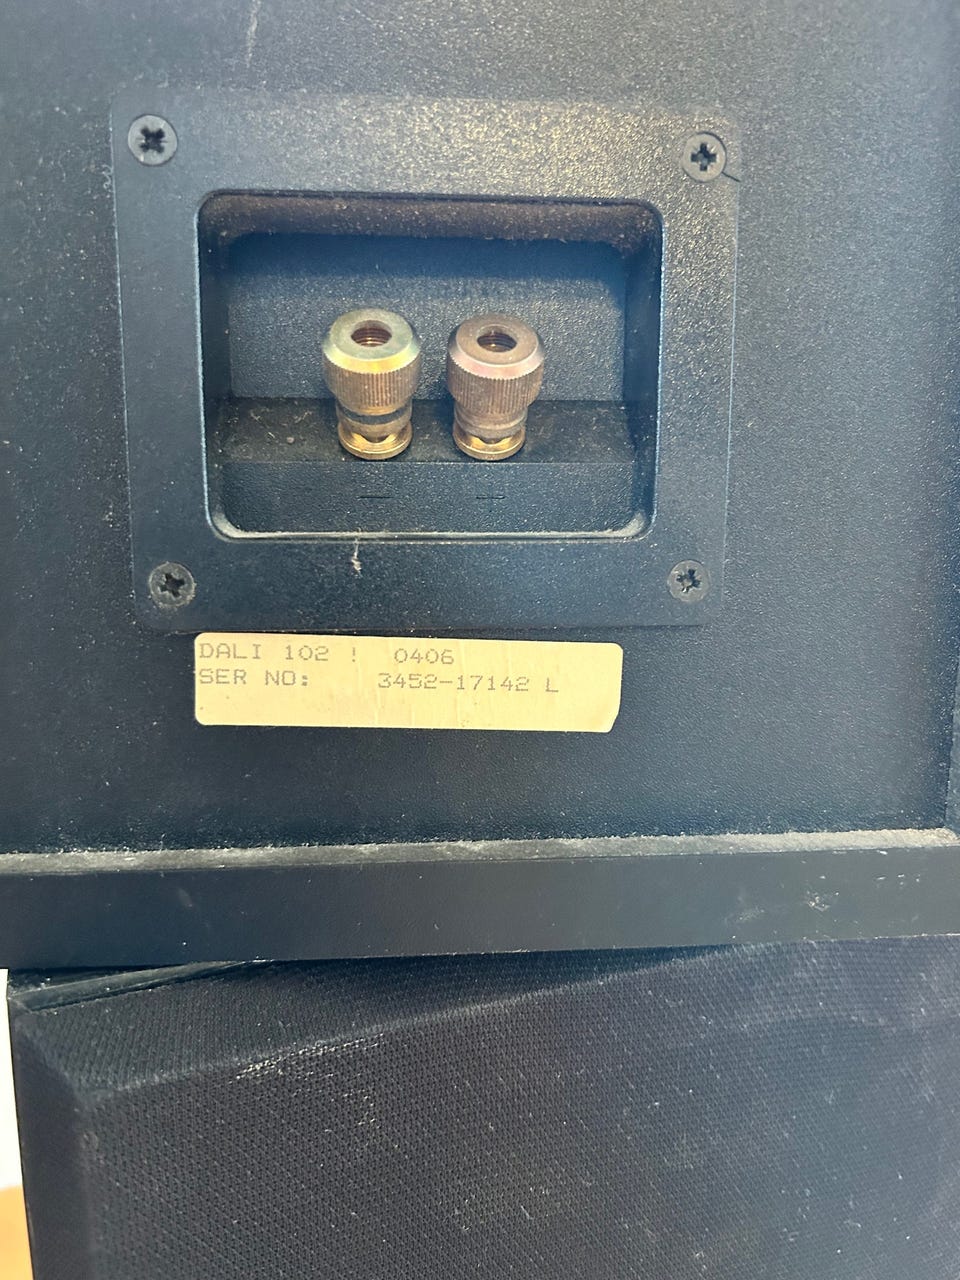 - +
DALI 102 ! 0406
SER NO: 3452-17142 L